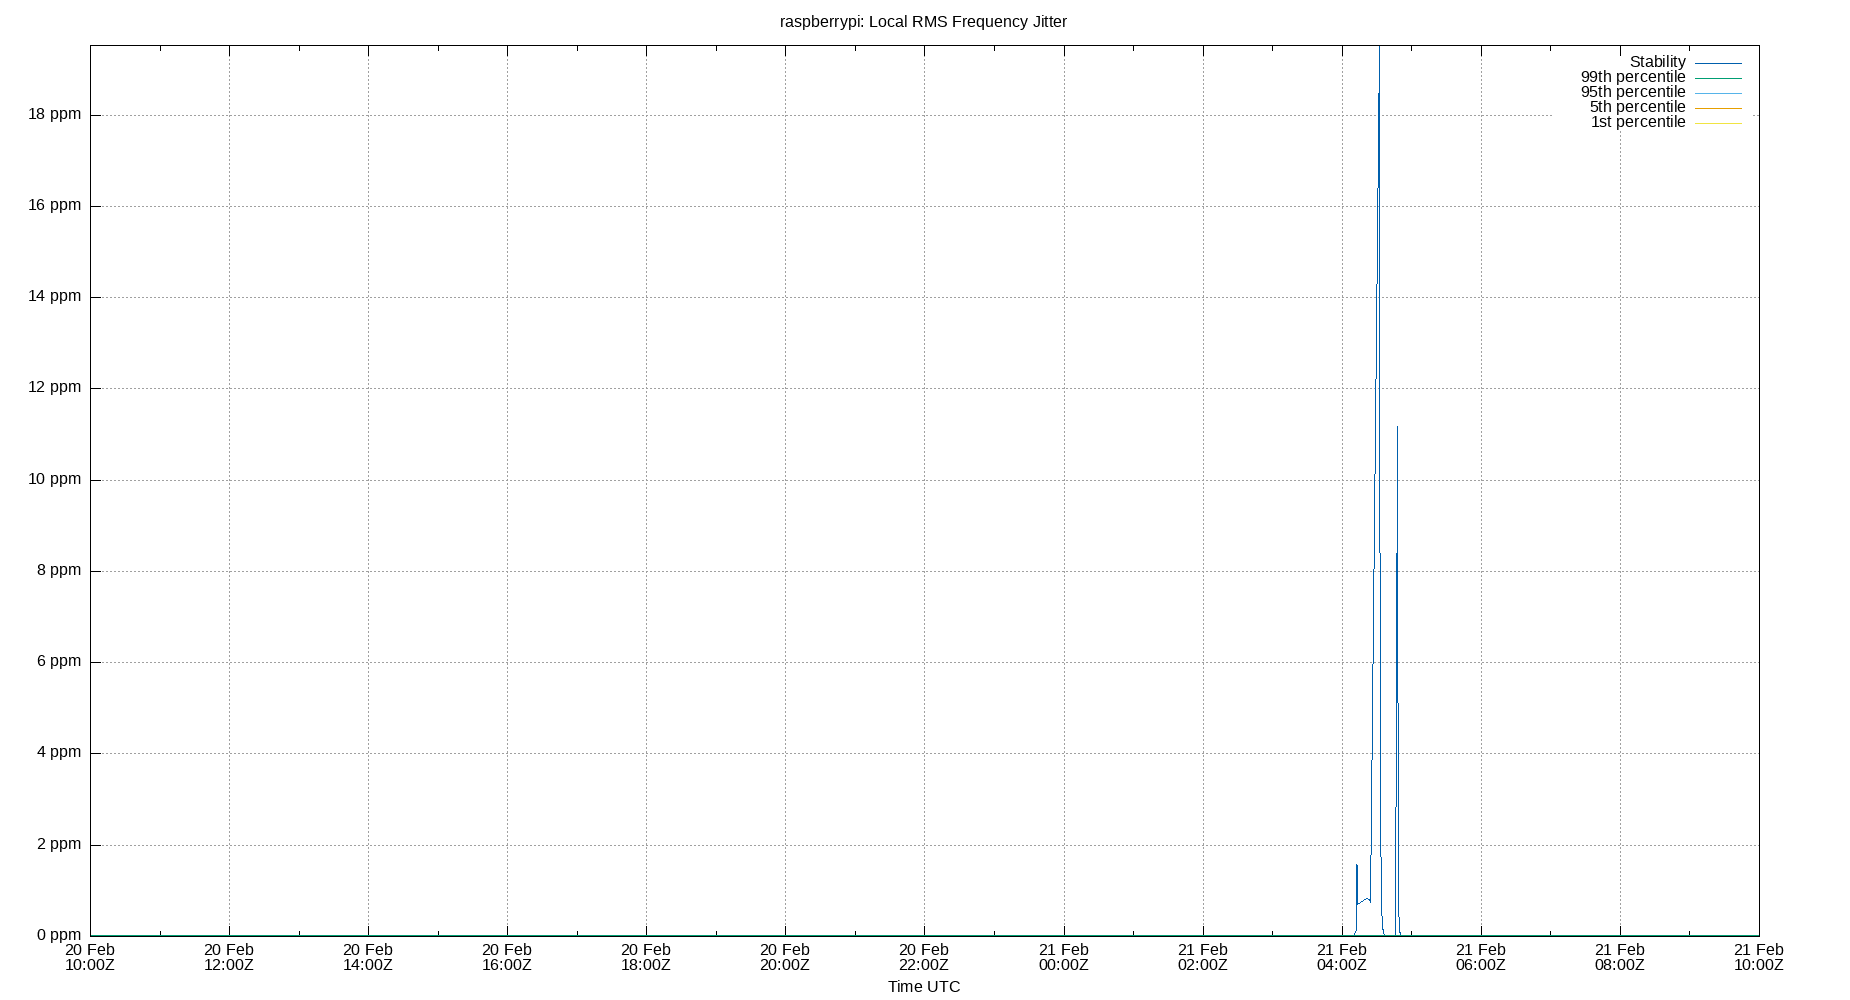 raspberrypi: Local RMS Frequency Jitter
Stability
99th percentile
95th percentile
5th percentile
1st percentile
18 ppm
16 ppm
14 ppm
12 ppm
10 ppm
8 ppm
6 ppm
4 ppm
2 ppm
0 ppm
20 Feb 20 Feb 20 Feb 20 Feb 20 Feb 20 Feb 20 Feb 21 Feb 21 Feb 21 Feb 21 Feb 21 Feb 21 Feb
10:00Z 12:00Z 14:00Z 16:00Z 18:00Z 20:00Z 22:00Z 00:00Z 02:00Z 04:00Z 06:00Z 08:00Z 10:00Z
Time UTC